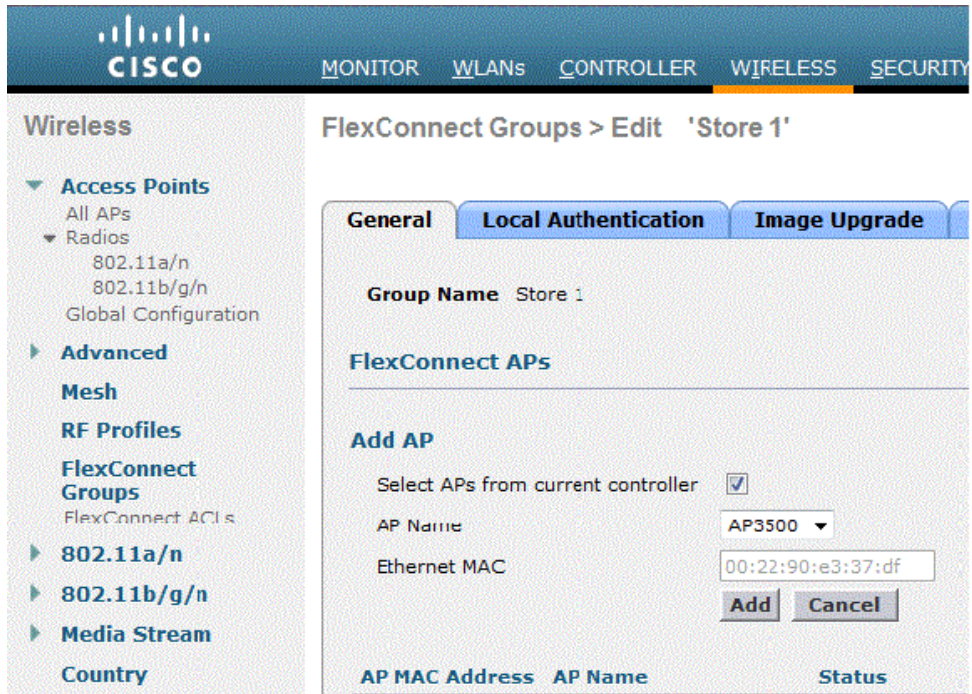 CISCO
MONITOR WLANs CONTROLLER WIRELESS SECURITY
Wireless
Access Points
All APs
Radios
802.11a/n
802.11b/g/n
Global Configuration
Advanced
Mesh
RF Profiles
FlexConnect
Groups
FlexConnect ACLs
802.11a/n
802.11b/g/n
Media Stream
Country
FlexConnect Groups > Edit 'Store 1'
General Local Authentication Image Upgrade
Group Name Store 1
FlexConnect APs
Add AP
Select APs from current controller
AP Name AP3500
Ethernet MAC 00:22:90:e3:37:df
Add Cancel
AP MAC Address AP Name Status